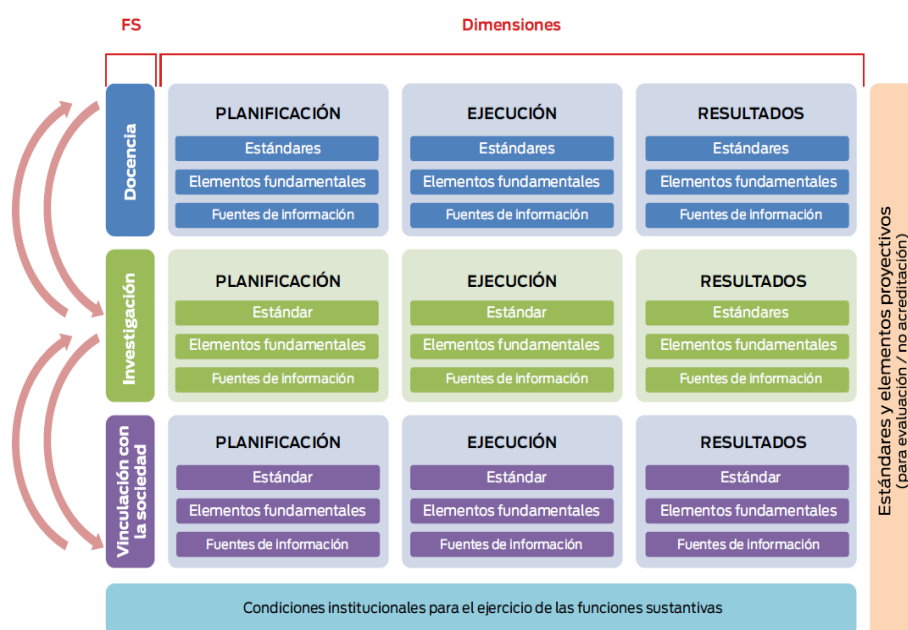 FS
Dimensiones
Docencia
PLANIFICACIÓN
Estándares
Elementos fundamentales
Fuentes de información
EJECUCIÓN
Estándares
Elementos fundamentales
Fuentes de información
RESULTADOS
Estándares
Elementos fundamentales
Fuentes de información
Investigación
PLANIFICACIÓN
Estándar
Elementos fundamentales
Fuentes de información
EJECUCIÓN
Estándar
Elementos fundamentales
Fuentes de información
RESULTADOS
Estándares
Elementos fundamentales
Fuentes de información
Vinculación con
la sociedad
PLANIFICACIÓN
Estándar
Elementos fundamentales
Fuentes de información
EJECUCIÓN
Estándar
Elementos fundamentales
Fuentes de información
RESULTADOS
Estándar
Elementos fundamentales
Fuentes de información
Condiciones institucionales para el ejercicio de las funciones sustantivas
Estándares y elementos proyectivos
(para evaluación / no acreditación)